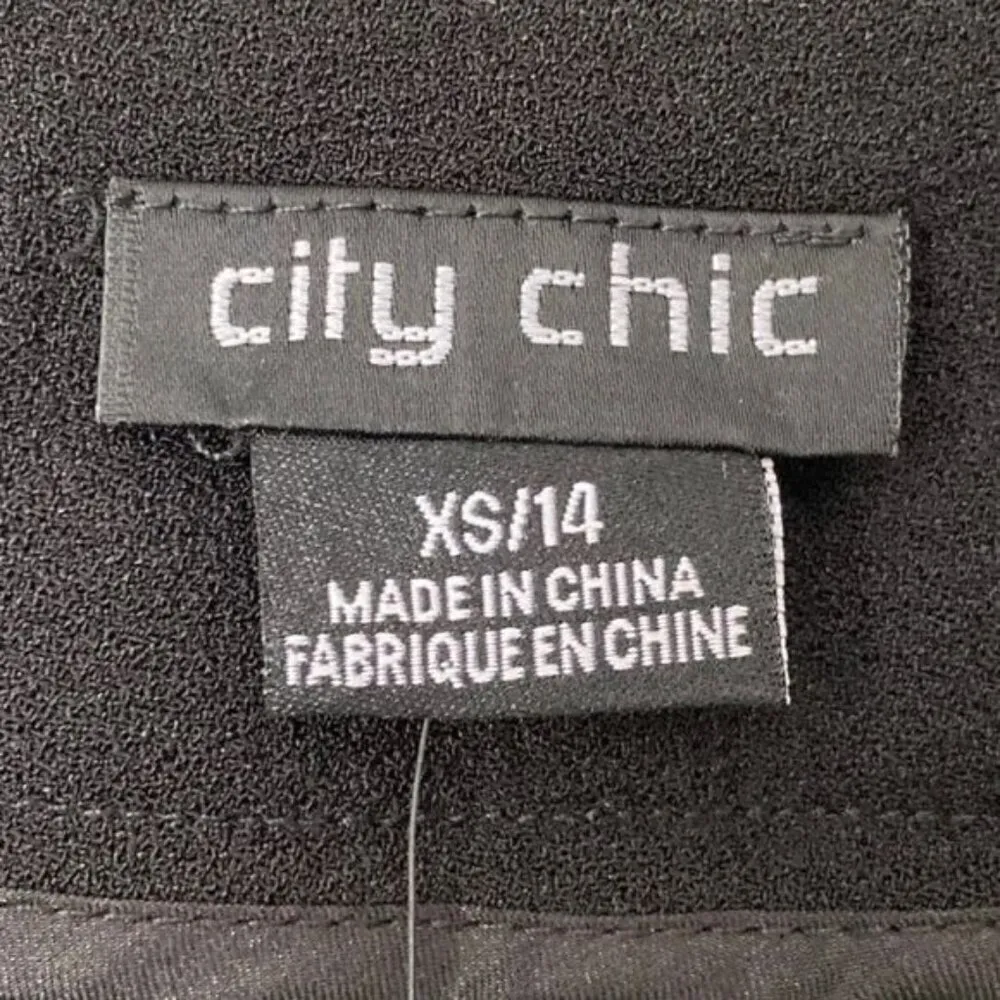 city chic
XS/14
MADE IN CHINA
FABRIQUE EN CHINE